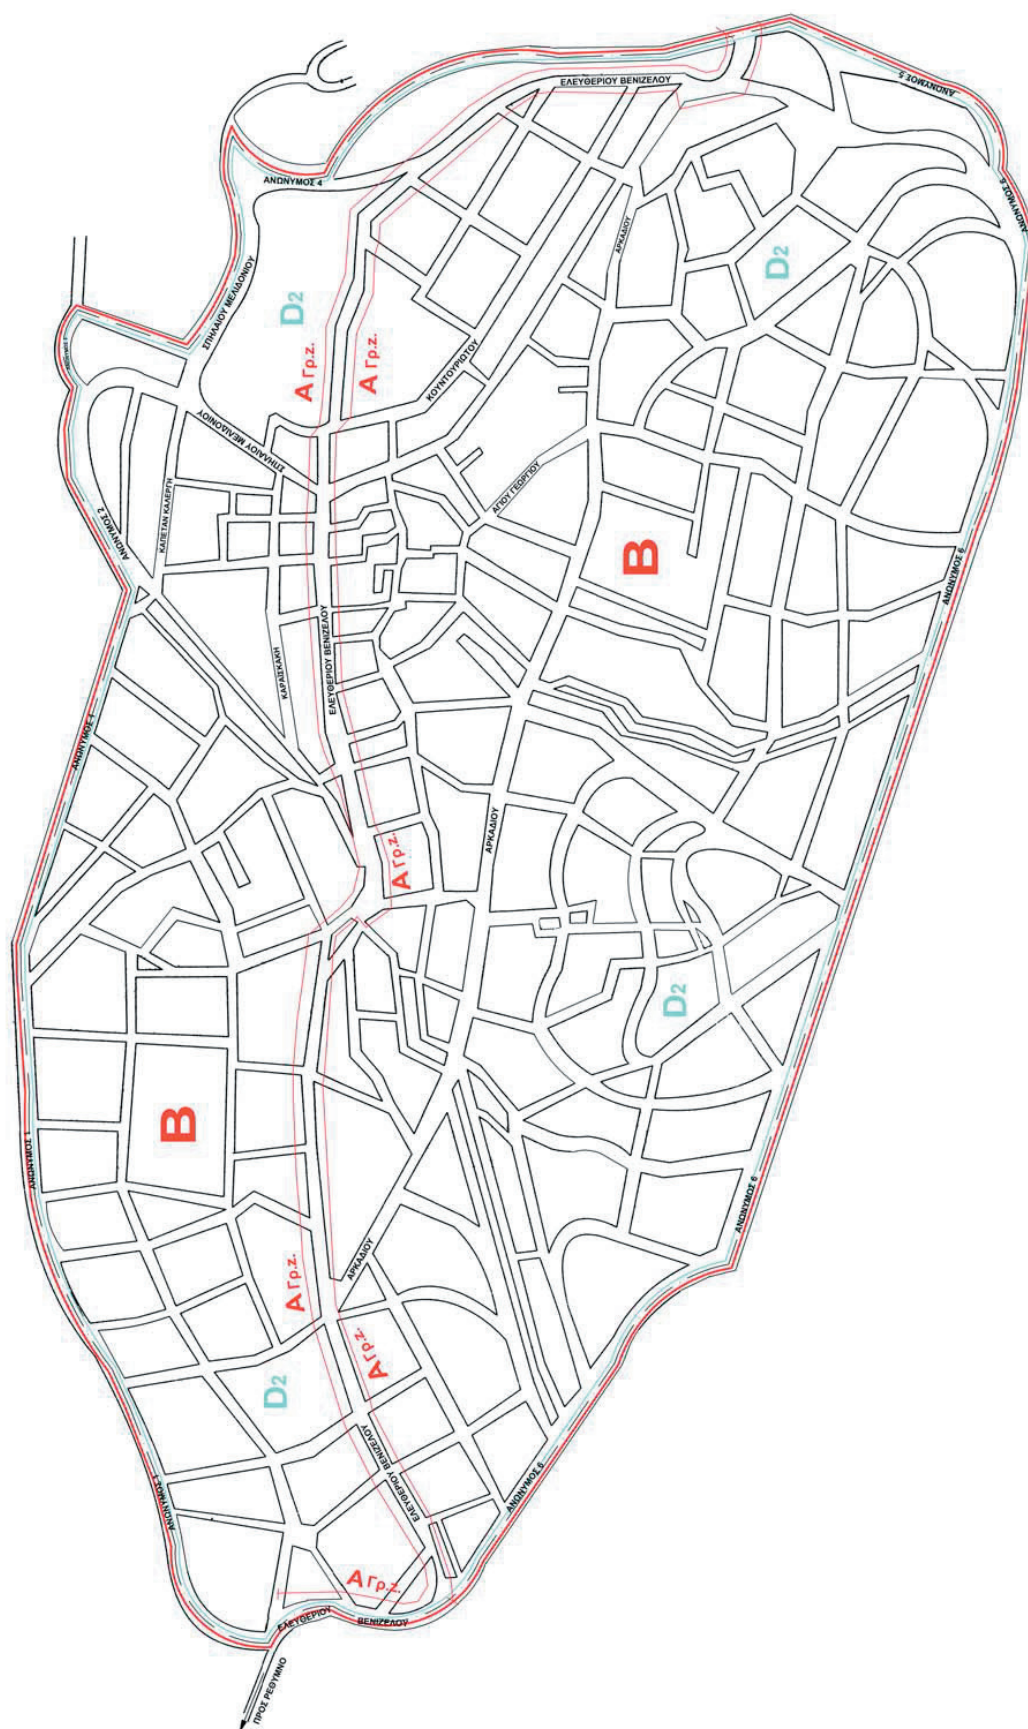 ΕΛΕΥΘΕΡΙΟΥ ΒΕΝΙΖΕΛΟΥ
ΑΝΩΝΥΜΟΣ 5
ΑΝΩΝΥΜΟΣ 4
ΑΝΩΝΥΜΟΣ 5
ΑΡΚΑΔΙΟΥ
ΣΠΗΛΑΙΟΥ ΜΕΛΙΔΟΝΙΟΥ
D2
D2
Α Γρ.z.
Α Γρ.z.
ΚΟΥΝΤΟΥΡΙΩΤΟΥ
ΣΠΗΛΑΙΟΥ ΜΕΛΙΔΟΝΙΟΥ
ΚΑΠΕΤΑΝ ΚΑΛΕΡΓΗ
ΑΝΩΝΥΜΟΣ 2
ΑΓΙΟΥ ΓΕΩΡΓΙΟΥ
Β
ΑΝΩΝΥΜΟΣ 6
ΚΑΡΑΪΣΚΑΚΗ
ΕΛΕΥΘΕΡΙΟΥ ΒΕΝΙΖΕΛΟΥ
ΑΝΩΝΥΜΟΣ 1
ΑΡΚΑΔΙΟΥ
Α Γρ.z.
D2
Β
ΑΝΩΝΥΜΟΣ 1
ΑΝΩΝΥΜΟΣ 6
ΑΡΚΑΔΙΟΥ
Α Γρ.z.
Α Γρ.z.
D2
ΕΛΕΥΘΕΡΙΟΥ ΒΕΝΙΖΕΛΟΥ
ΑΝΩΝΥΜΟΣ 1
ΑΝΩΝΥΜΟΣ 6
Α Γρ.z.
ΕΛΕΥΘΕΡΙΟΥ
ΒΕΝΙΖΕΛΟΥ
ΠΡΟΣ ΡΕΘΥΜΝΟ